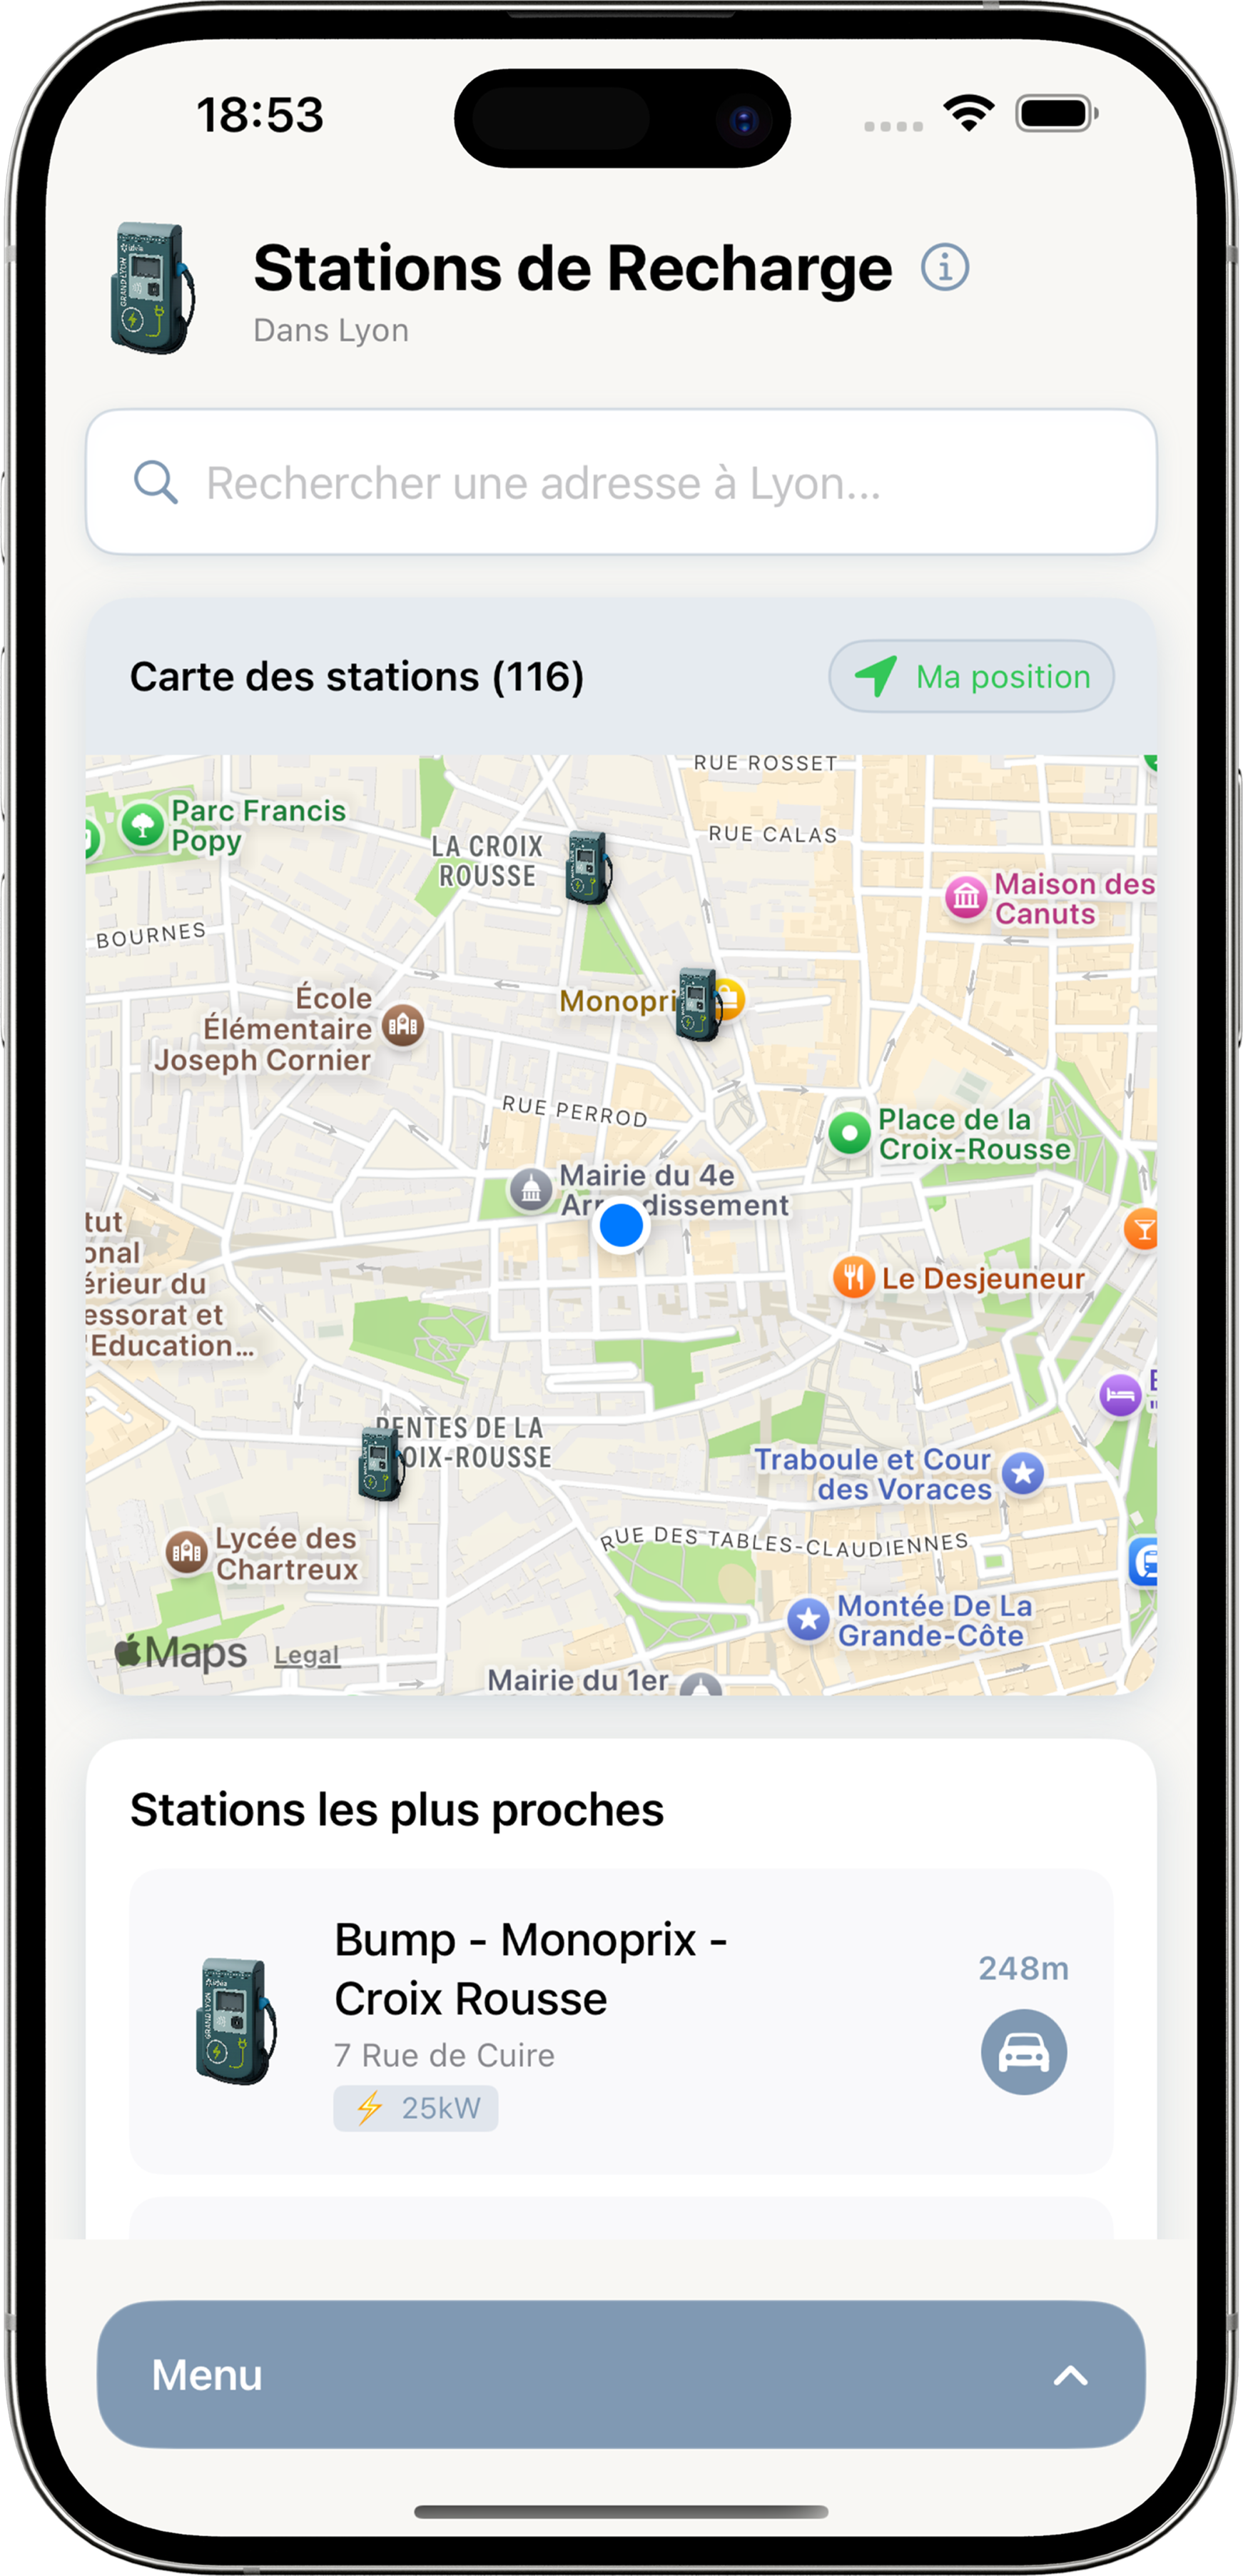 18:53
Stations de Recharge
Dans Lyon
Rechercher une adresse à Lyon...
Carte des stations (116)
Ma position
RUE ROSSET
Parc Francis
Popy
LA CROIX
ROUSSE
RUE CALAS
Maison des
Canuts
BOURNES
École
Élémentaire
Joseph Cornier
Monopri
RUE PERROD
Place de la
Croix-Rousse
Mairie du 4e
Arr dissement
tut
onal
érieur du
essorat et
'Education...
Le Desjeuneur
PENTES DE LA
OIX-ROUSSE
Traboule et Cour
des Voraces
RUE DES TABLES-CLAUDIENNES
Lycée des
Chartreux
Montée De La
Grande-Côte
Maps Legal
Mairie du 1er
Stations les plus proches
Bump - Monoprix -
Croix Rousse
7 Rue de Cuire
25kW
248m
Menu